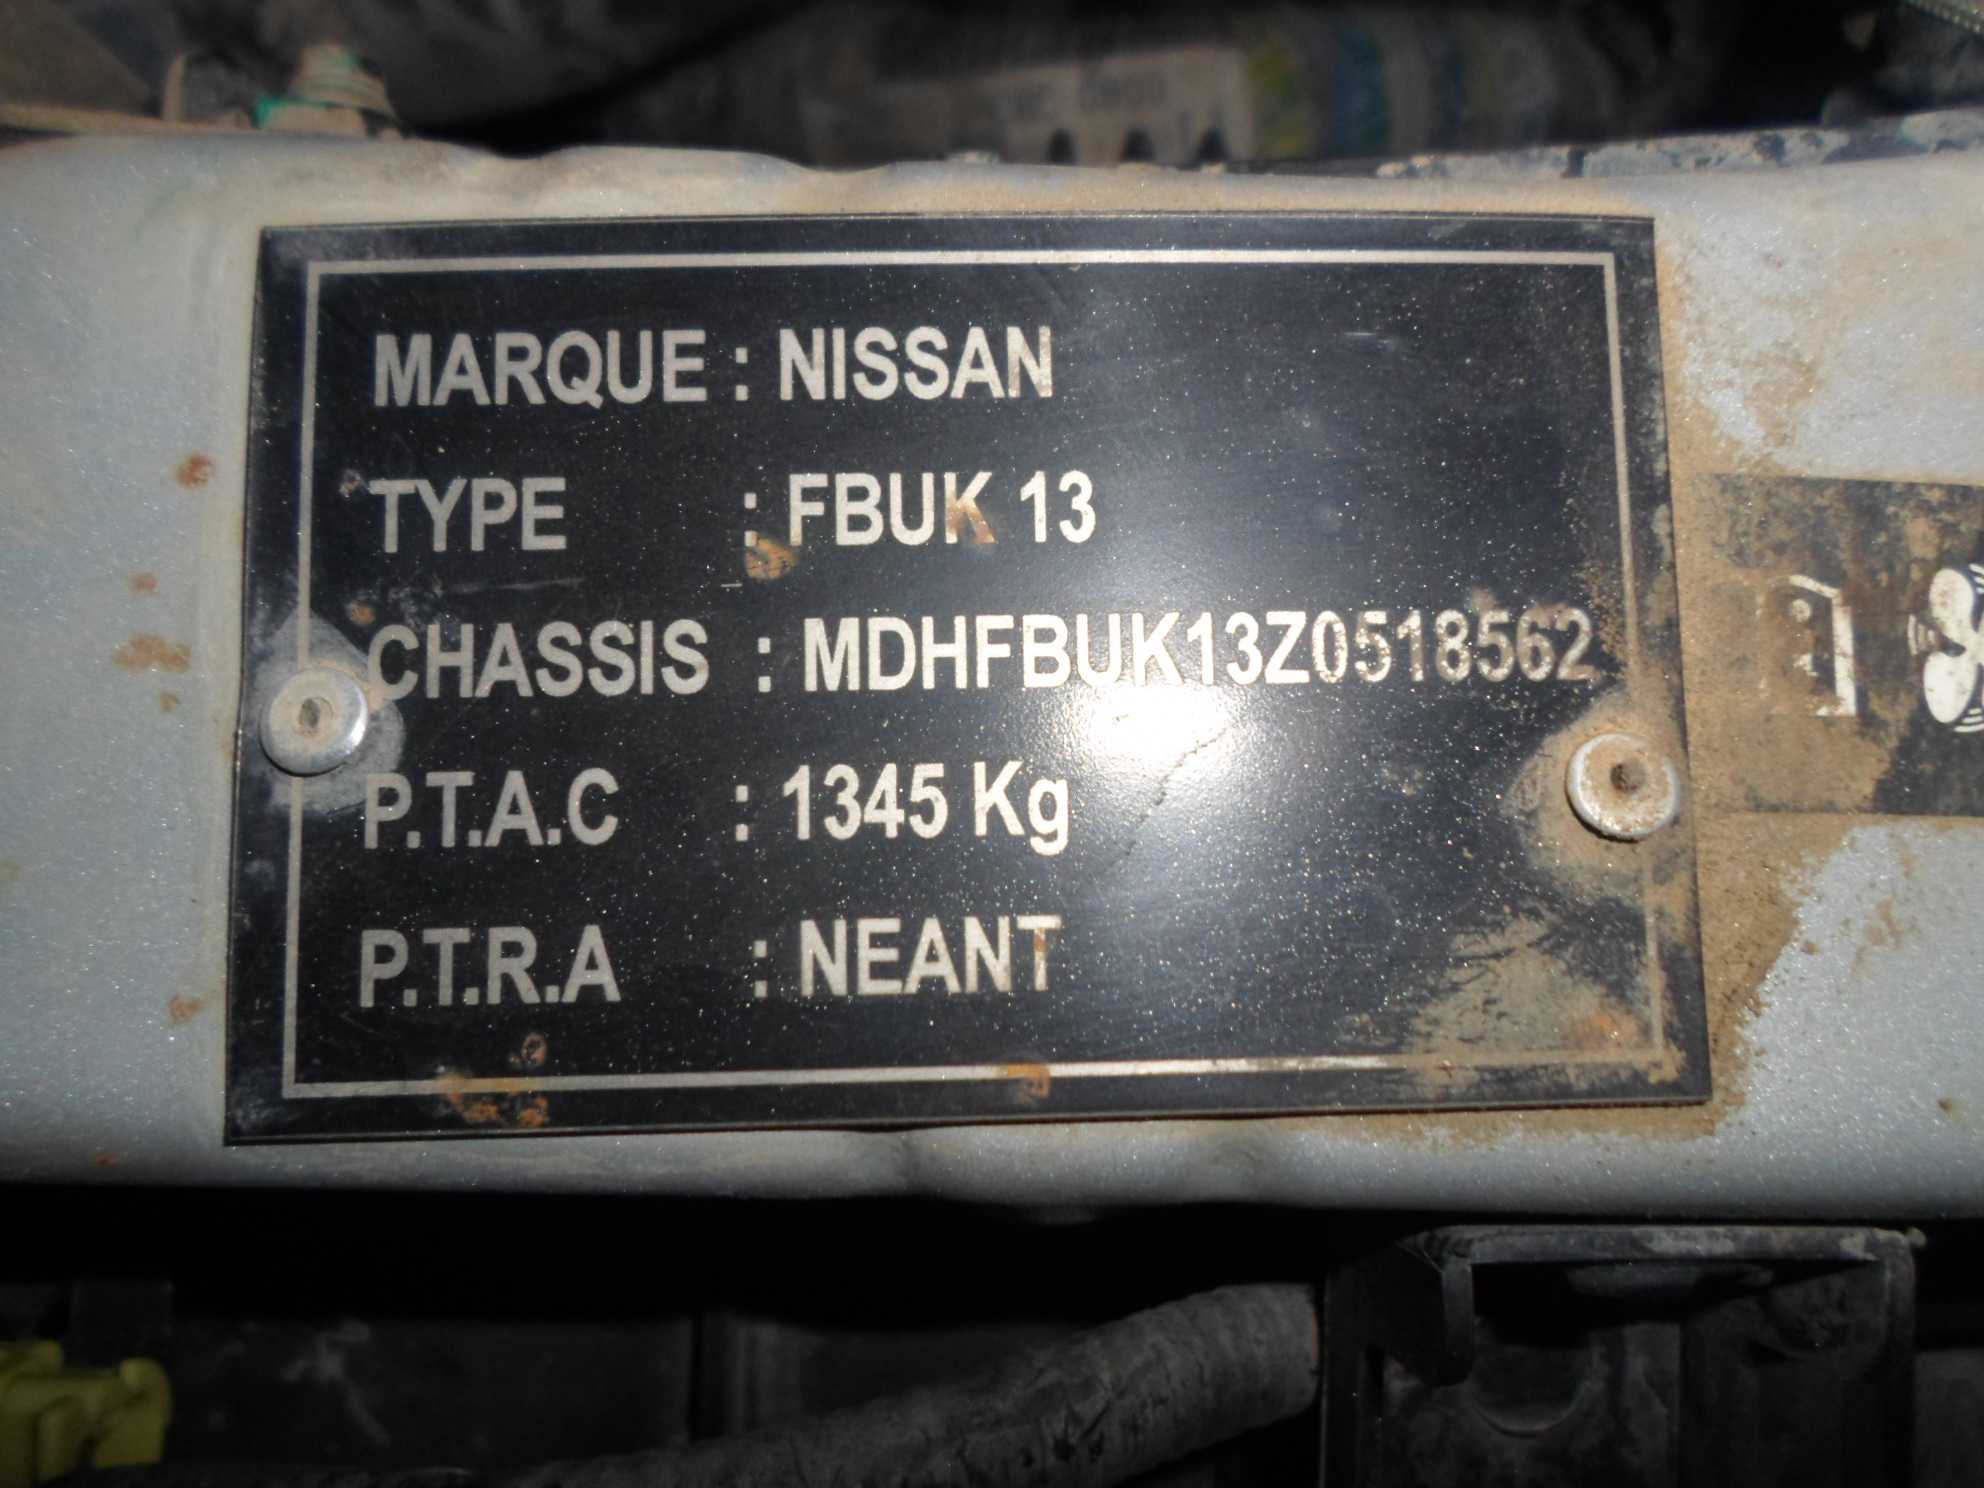 MARQUE : NISSAN
TYPE : FBUK 13
CHASSIS : MDHFBUK13Z0518562
P.T.A.C : 1345 Kg
P.T.R.A : NEANT